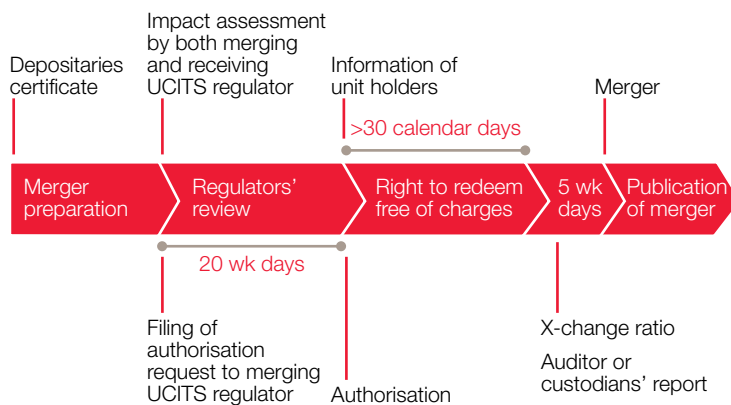 Depositaries
certificate
Impact assessment
by both merging
and receiving
UCITS regulator
Information of
unit holders
Merger
>30 calendar days
Merger
preparation
Regulators'
review
Right to redeem
free of charges
5 wk
days
Publication
of merger
20 wk days
Filing of
authorisation
request to merging
UCITS regulator
Authorisation
X-change ratio
Auditor or
custodians' report